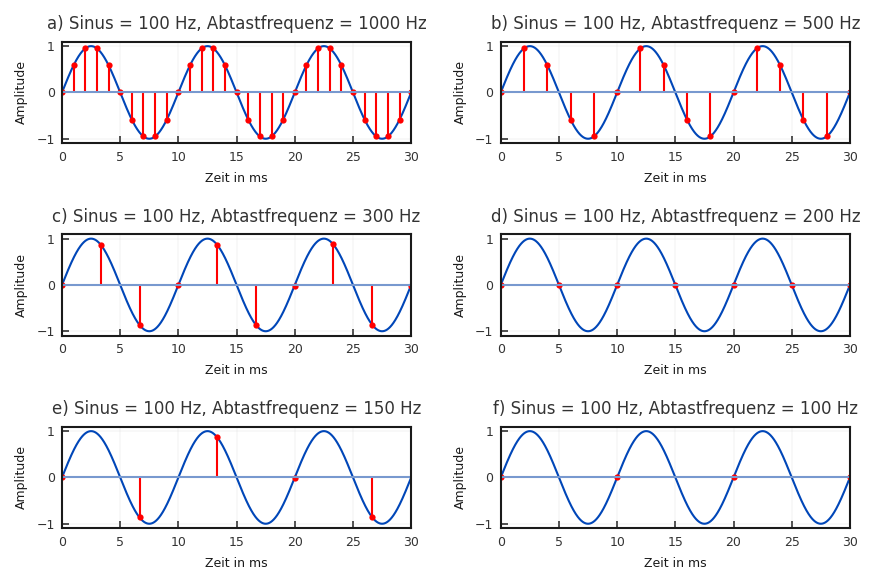 a) Sinus = 100 Hz, Abtastfrequenz = 1000 Hz
1
0
−1
Amplitude
0 5 10 15 20 25 30
Zeit in ms
b) Sinus = 100 Hz, Abtastfrequenz = 500 Hz
1
0
−1
Amplitude
0 5 10 15 20 25 30
Zeit in ms
c) Sinus = 100 Hz, Abtastfrequenz = 300 Hz
1
0
−1
Amplitude
0 5 10 15 20 25 30
Zeit in ms
d) Sinus = 100 Hz, Abtastfrequenz = 200 Hz
1
0
−1
Amplitude
0 5 10 15 20 25 30
Zeit in ms
e) Sinus = 100 Hz, Abtastfrequenz = 150 Hz
1
0
−1
Amplitude
0 5 10 15 20 25 30
Zeit in ms
f) Sinus = 100 Hz, Abtastfrequenz = 100 Hz
1
0
−1
Amplitude
0 5 10 15 20 25 30
Zeit in ms